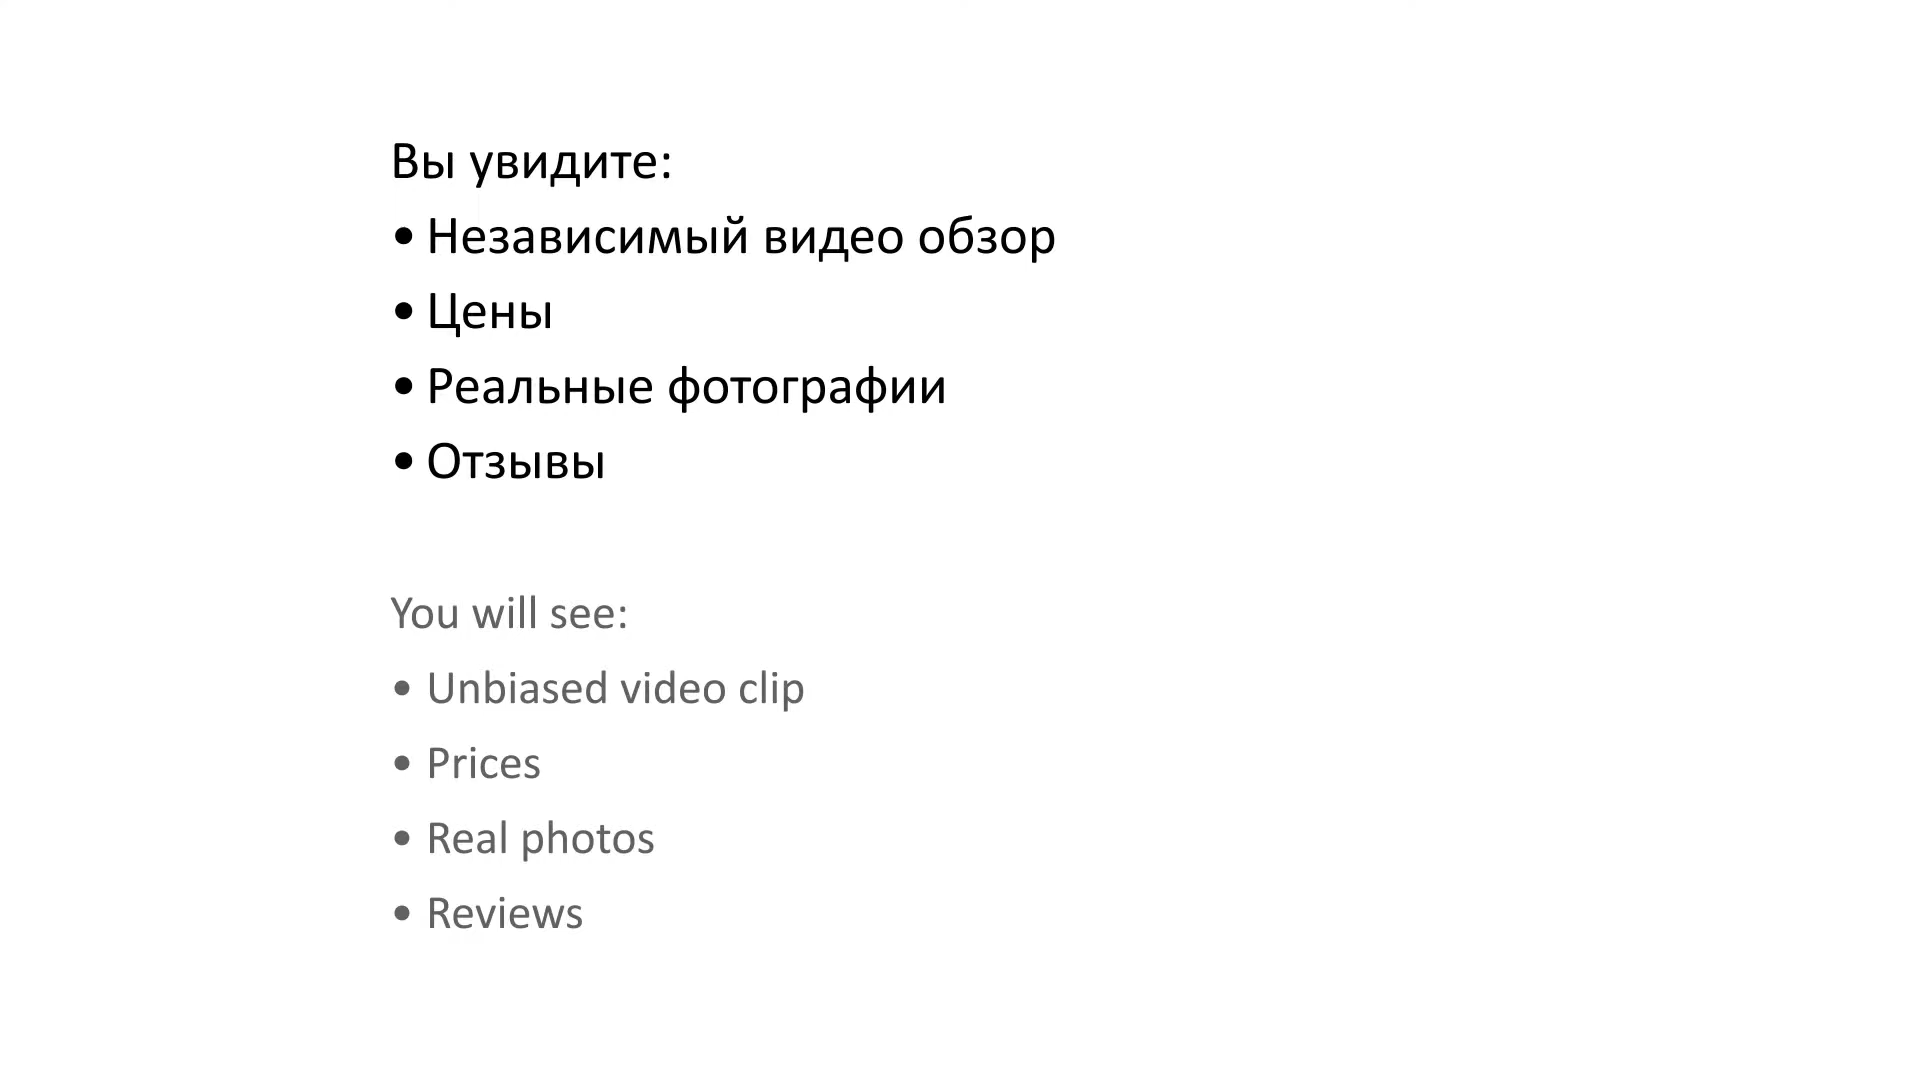 Вы увидите:
• Независимый видео обзор
• Цены
• Реальные фотографии
• Отзывы
You will see:
• Unbiased video clip
• Prices
• Real photos
• Reviews